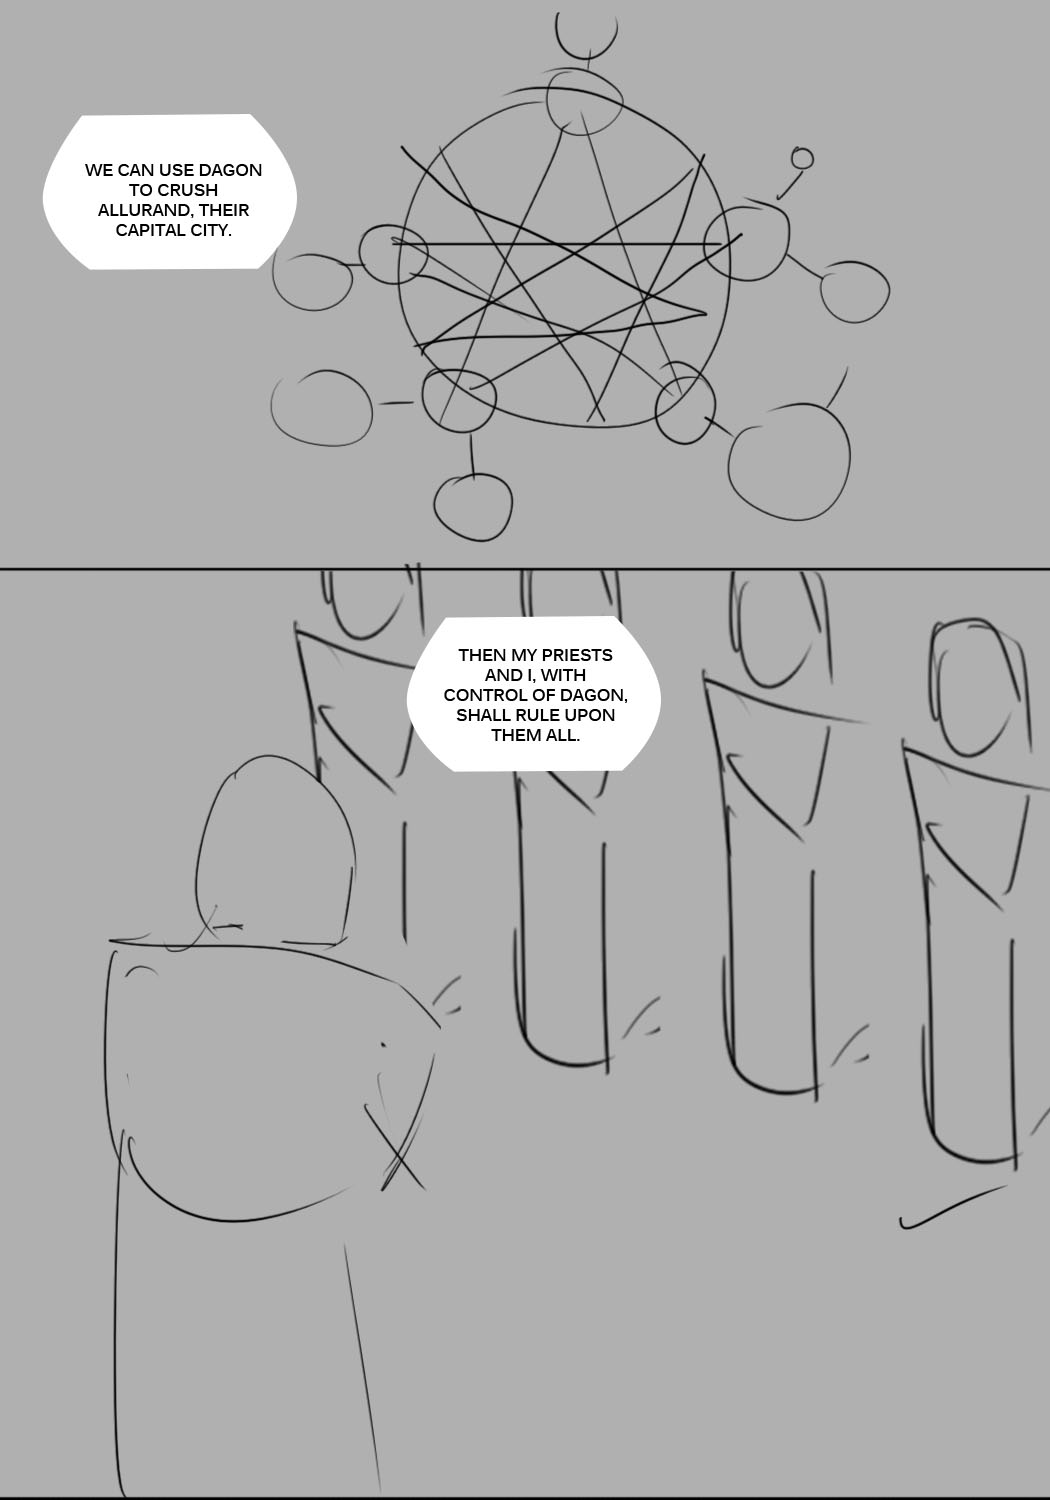 WE CAN USE DAGON
TO CRUSH
ALLURAND, THEIR
CAPITAL CITY.
THEN MY PRIESTS
AND I, WITH
CONTROL OF DAGON,
SHALL RULE UPON
THEM ALL.